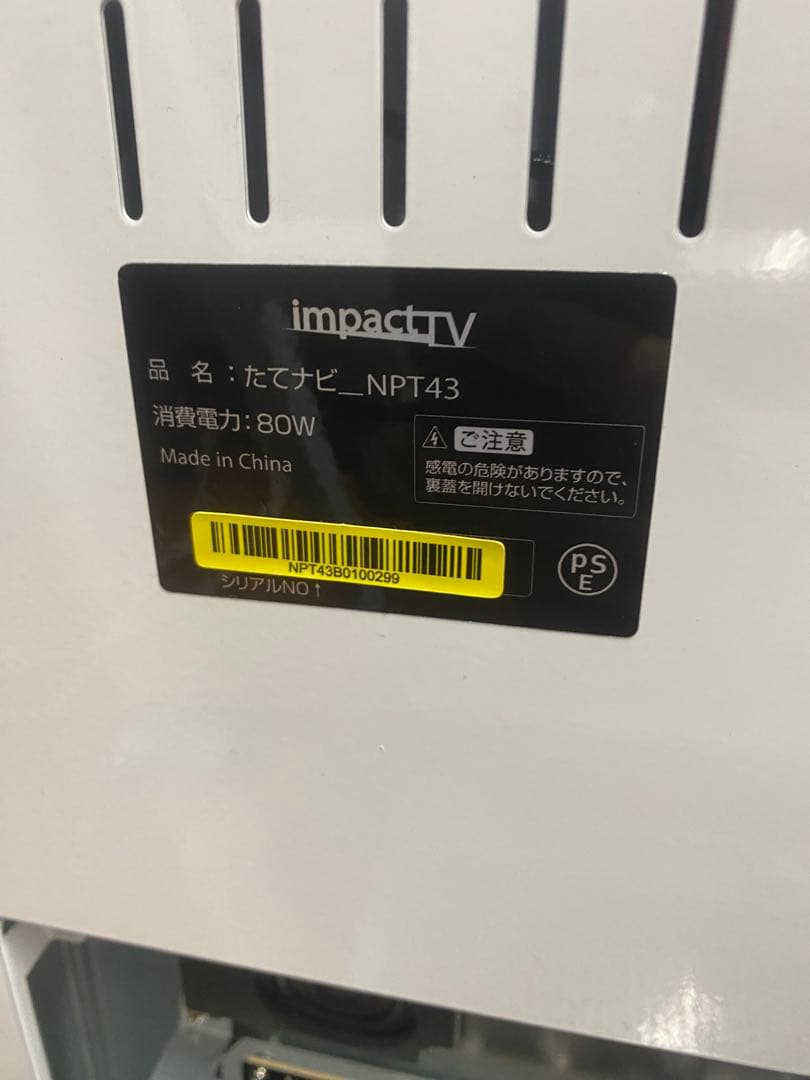 impactTV
品 名：たてナビ_NPT43
消費電力：80W
Made in China
ご注意
感電の危険がありますので、
裏蓋を開けないでください。
NPT43B0100299
シリアルNO↑
PSE